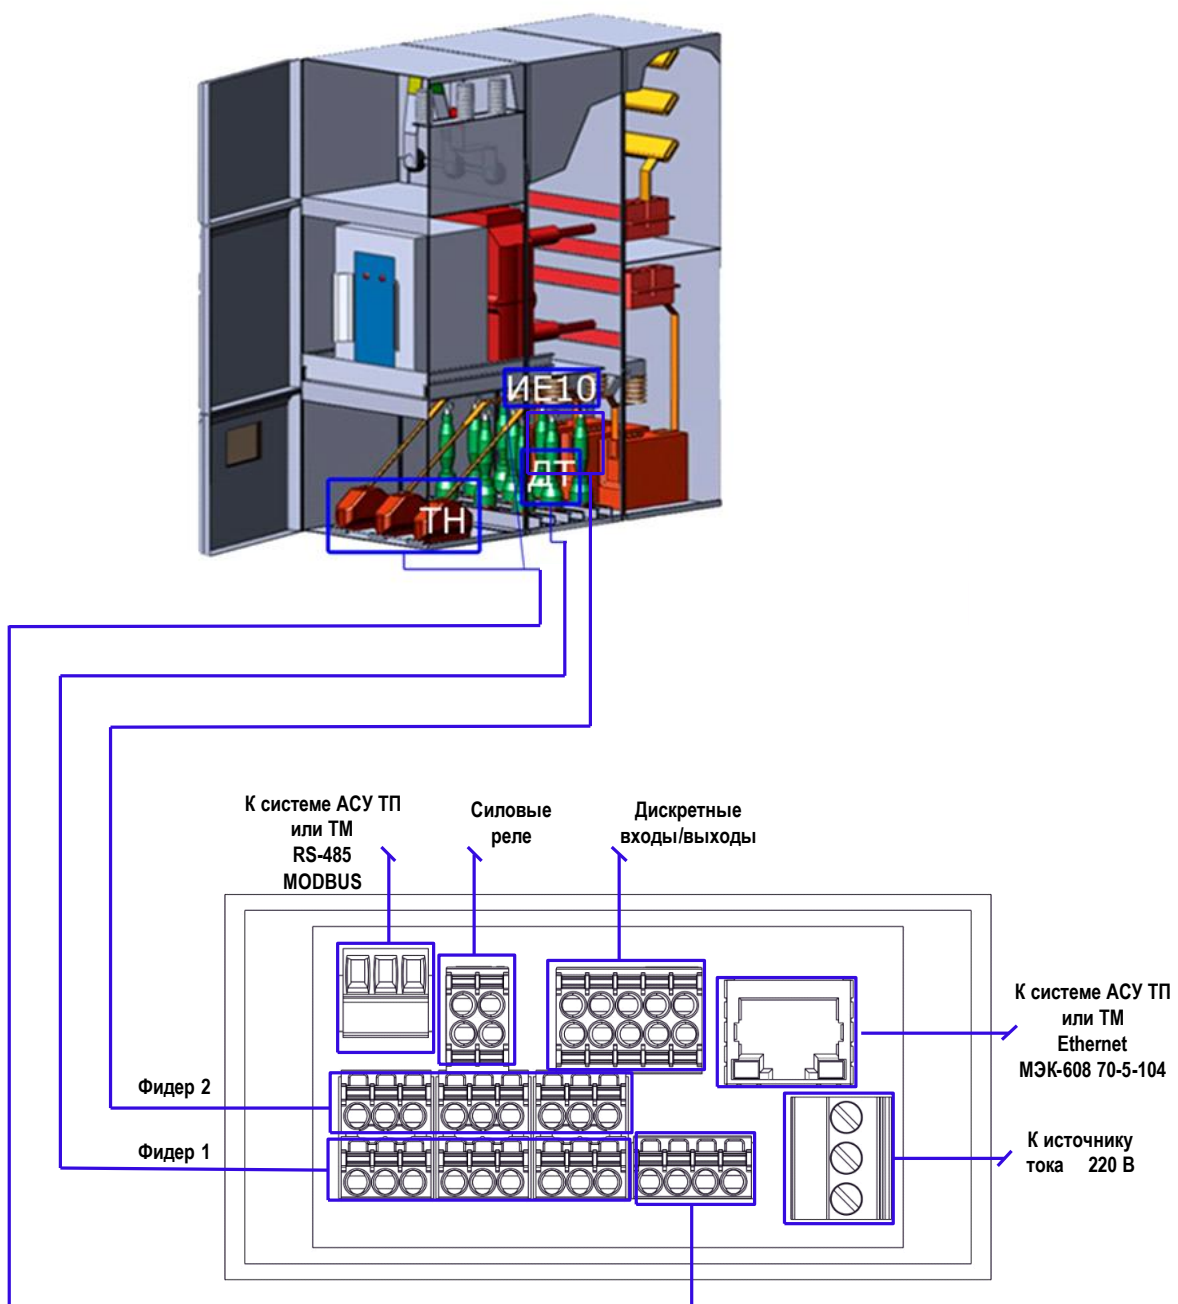 ИЕ10
ДТ
ТН
К системе АСУ ТП
или ТМ
RS-485
MODBUS
Силовые
реле
Дискретные
входы/выходы
К системе АСУ ТП
или ТМ
Ethernet
МЭК-608 70-5-104
Фидер 2
Фидер 1
К источнику
тока 220 В